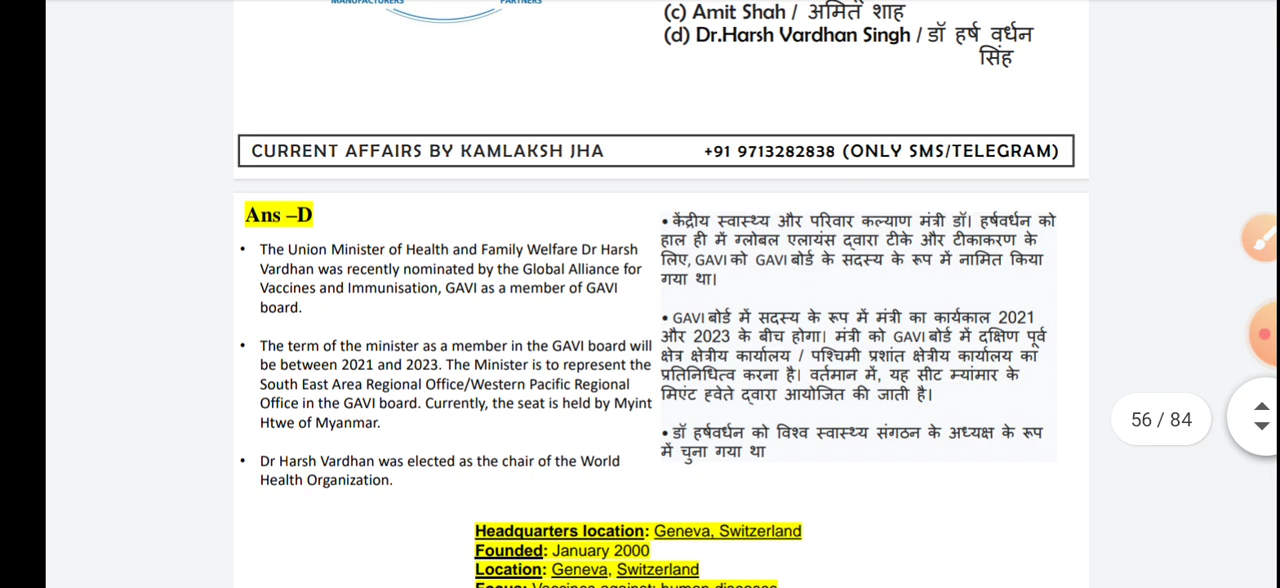 MANUFACTURERS PARTNERS
(c) Amit Shah / अमित शाह
(d) Dr.Harsh Vardhan Singh / डॉ हर्ष वर्धन
सिंह
CURRENT AFFAIRS BY KAMLAKSH JHA +91 9713282838 (ONLY SMS/TELEGRAM)
Ans –D
• The Union Minister of Health and Family Welfare Dr Harsh
Vardhan was recently nominated by the Global Alliance for
Vaccines and Immunisation, GAVI as a member of GAVI
board.
• The term of the minister as a member in the GAVI board will
be between 2021 and 2023. The Minister is to represent the
South East Area Regional Office/Western Pacific Regional
Office in the GAVI board. Currently, the seat is held by Myint
Htwe of Myanmar.
• Dr Harsh Vardhan was elected as the chair of the World
Health Organization.
• केंद्रीय स्वास्थ्य और परिवार कल्याण मंत्री डॉ। हर्षवर्धन को
हाल ही में ग्लोबल एलायंस द्वारा टीके और टीकाकरण के
लिए, GAVI को GAVI बोर्ड के सदस्य के रूप में नामित किया
गया था।
• GAVI बोर्ड में सदस्य के रूप में मंत्री का कार्यकाल 2021
और 2023 के बीच होगा। मंत्री को GAVI बोर्ड में दक्षिण पूर्व
क्षेत्र क्षेत्रीय कार्यालय / पश्चिमी प्रशांत क्षेत्रीय कार्यालय का
प्रतिनिधित्व करना है। वर्तमान में, यह सीट म्यांमार के
मिएंट ह्वेते द्वारा आयोजित की जाती है।
• डॉ हर्षवर्धन को विश्व स्वास्थ्य संगठन के अध्यक्ष के रूप
में चुना गया था
Headquarters location: Geneva, Switzerland
Founded: January 2000
Location: Geneva, Switzerland
Focus: Vaccines against: human diseases
56 / 84